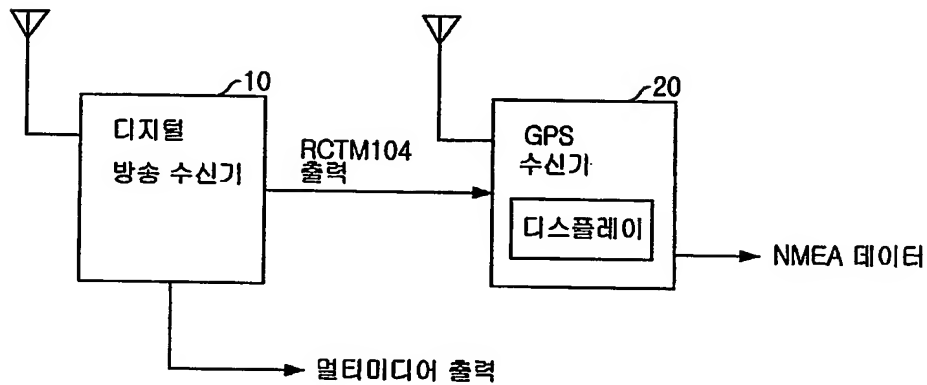 10
디지털
방송 수신기
RCTM104
출력
20
GPS
수신기
디스플레이
NMEA 데이터
멀티미디어 출력